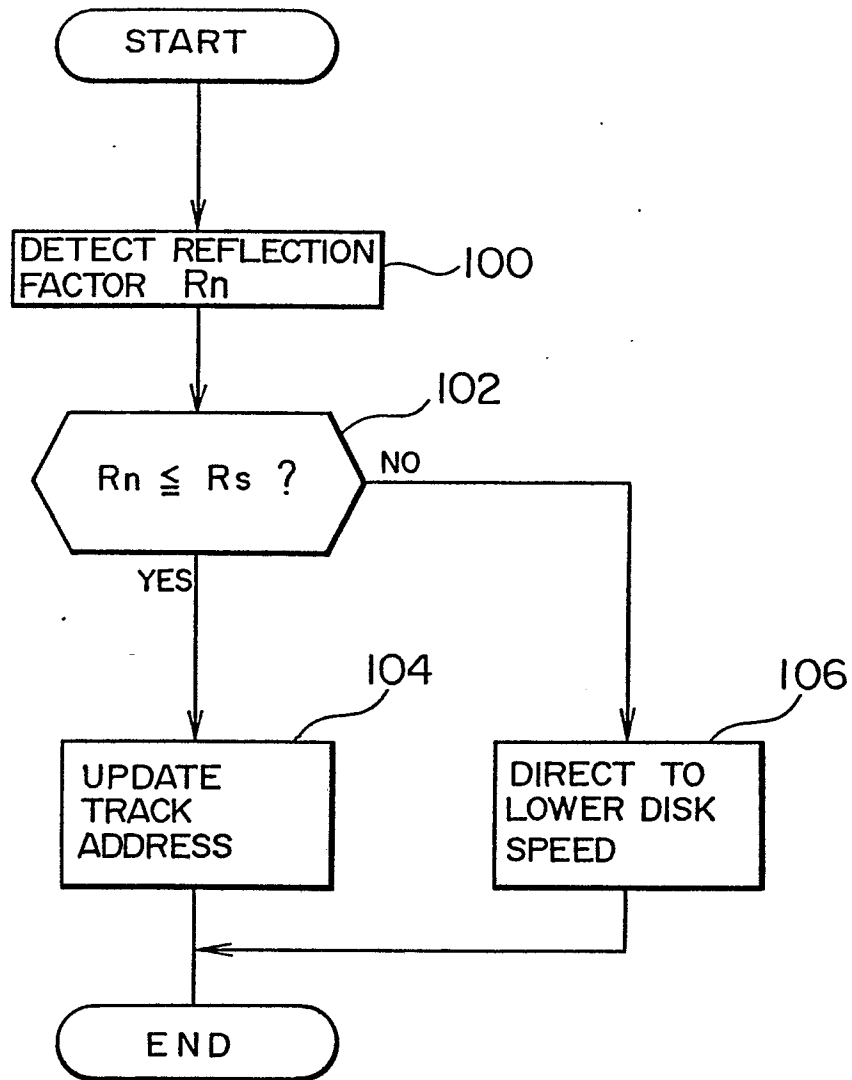 START
DETECT REFLECTION
FACTOR Rn
100
102
Rn ≦ Rs ?
NO
YES
104
106
UPDATE
TRACK
ADDRESS
DIRECT TO
LOWER DISK
SPEED
END